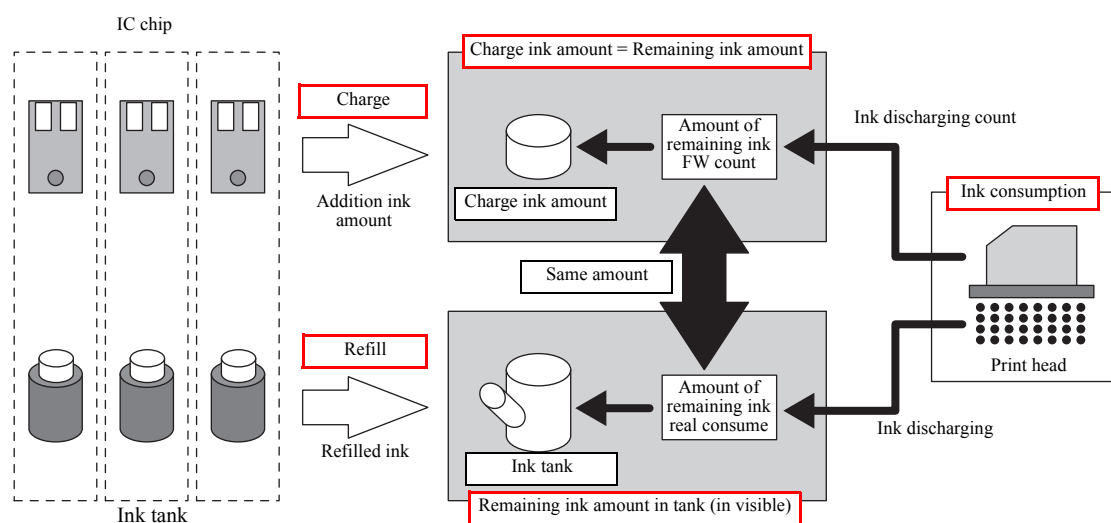 IC chip
Ink tank
Charge
Addition ink
amount
Refill
Refilled ink
Charge ink amount = Remaining ink amount
Amount of
remaining ink
FW count
Charge ink amount
Same amount
Amount of
remaining ink
real consume
Ink tank
Remaining ink amount in tank (in visible)
Ink discharging count
Ink consumption
Print head
Ink discharging